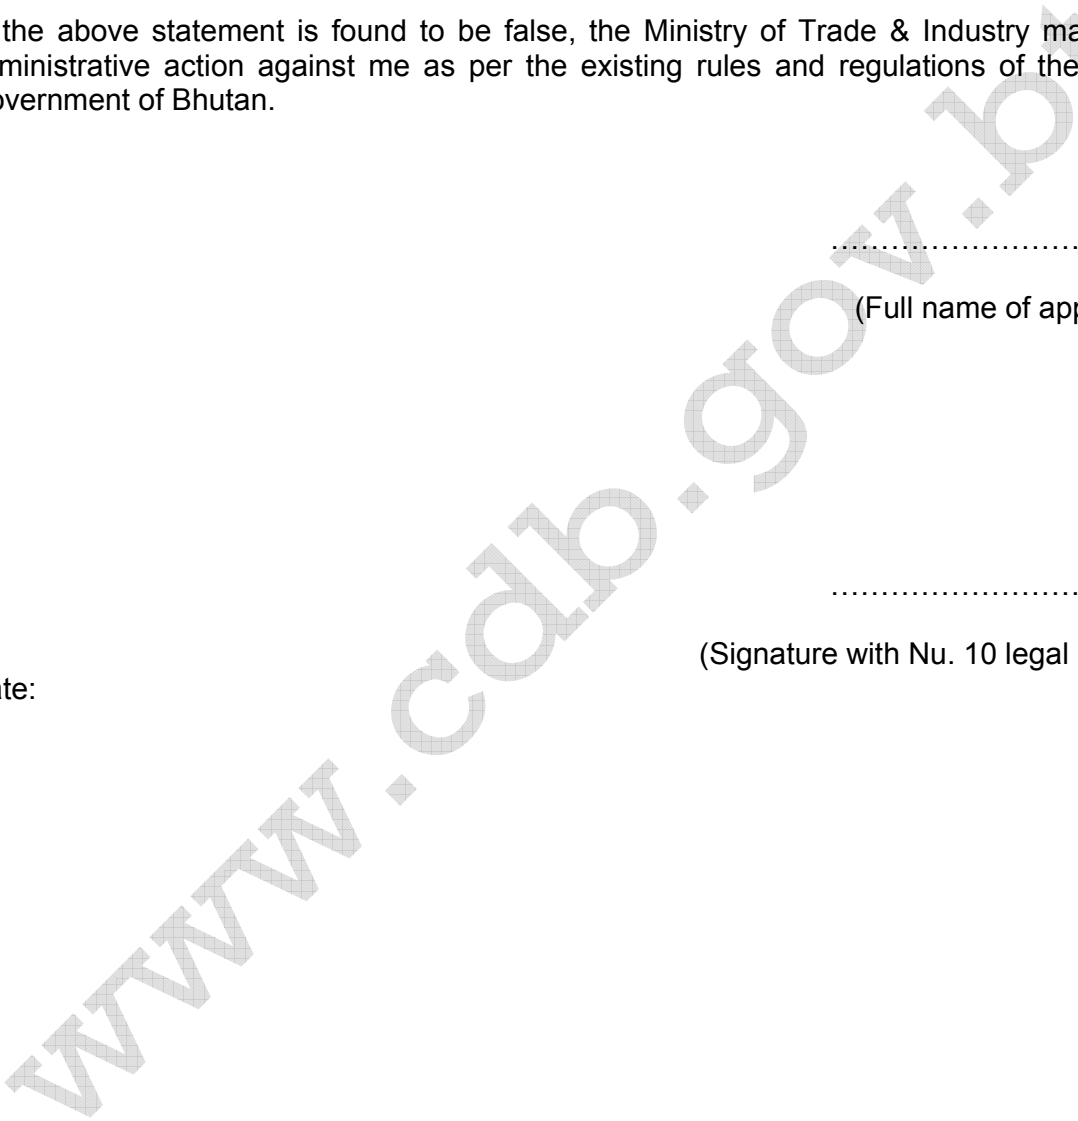 the above statement is found to be false, the Ministry of Trade & Industry ma
ministrative action against me as per the existing rules and regulations of the
overnment of Bhutan.
……………………
(Full name of app
……………………
(Signature with Nu. 10 legal
te:
www.cdb.gov.b